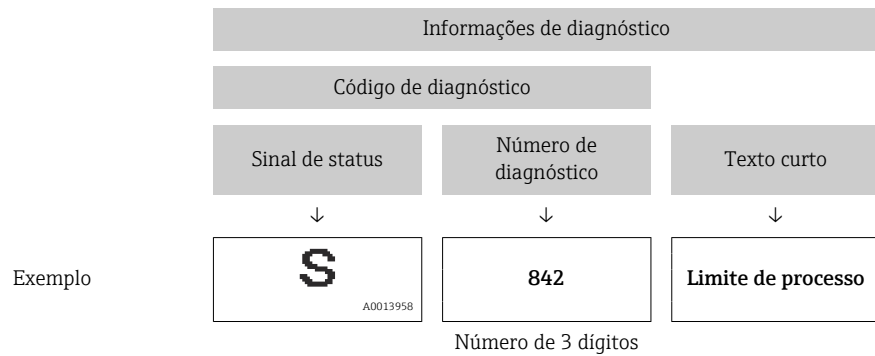 Informações de diagnóstico
Código de diagnóstico
Sinal de status
Número de
diagnóstico
Texto curto
↓ ↓ ↓
Exemplo
S
A0013958
842
Limite de processo
Número de 3 dígitos